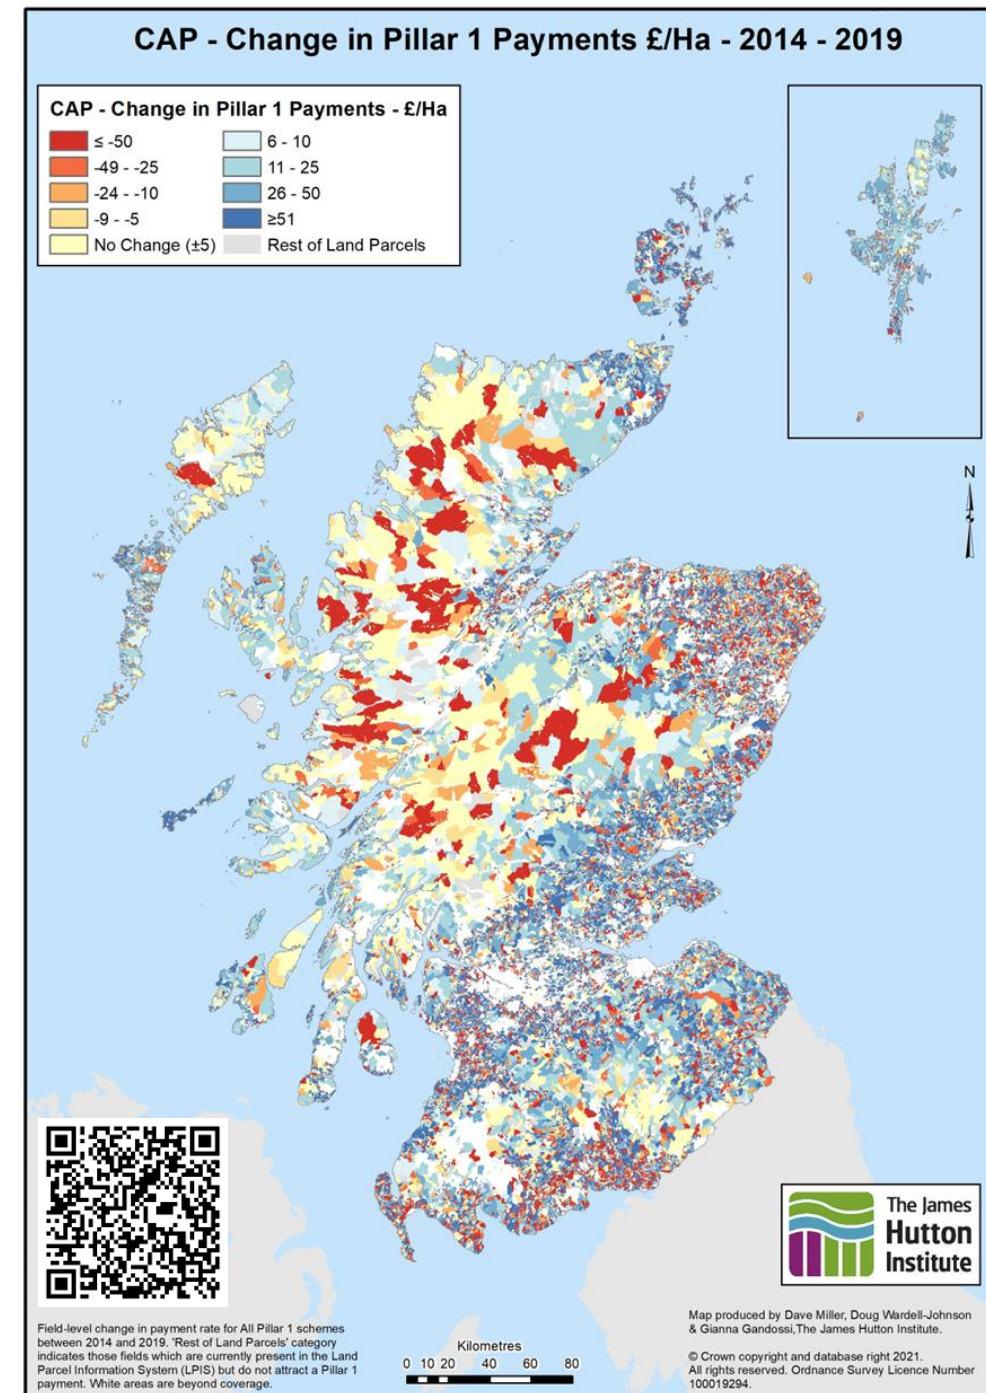 CAP - Change in Pillar 1 Payments £/Ha - 2014 - 2019
CAP - Change in Pillar 1 Payments - £/Ha
≤ -50
-49 - -25
-24 - -10
-9 - -5
No Change (±5)
6 - 10
11 - 25
26 - 50
≥51
Rest of Land Parcels
N
The James
Hutton
Institute
Field-level change in payment rate for All Pillar 1 schemes
between 2014 and 2019. 'Rest of Land Parcels' category
indicates those fields which are currently present in the Land
Parcel Information System (LPIS) but do not attract a Pillar 1
payment. White areas are beyond coverage.
Kilometres
0 10 20 40 60 80
Map produced by Dave Miller, Doug Wardell-Johnson
& Gianna Gandossi,The James Hutton Institute.
© Crown copyright and database right 2021.
All rights reserved. Ordnance Survey Licence Number
100019294.